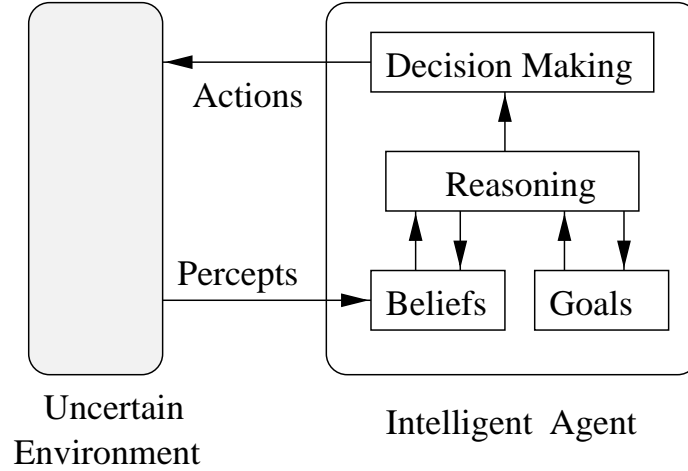 Decision Making
Actions
Reasoning
Percepts
Beliefs
Goals
Uncertain
Environment
Intelligent Agent